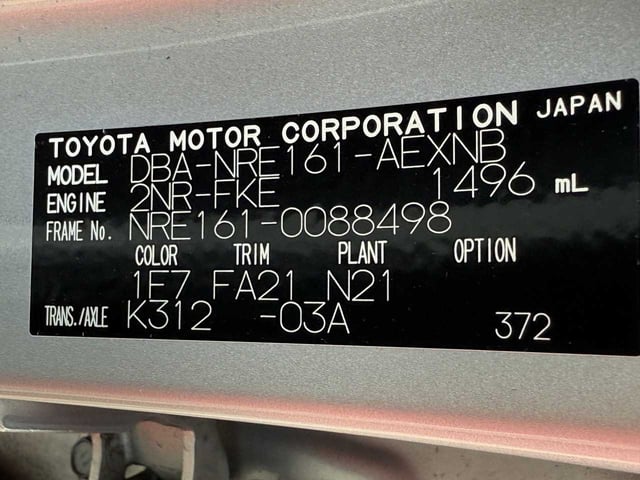 TOYOTA MOTOR CORPORATION JAPAN
MODEL DBA-NRE161-AEXNB
ENGINE 2NR-FKE 1496 mL
FRAME No. NRE161-0088498
COLOR TRIM PLANT OPTION
1E7 FA21 N21
TRANS./AXLE K312 -03A 372